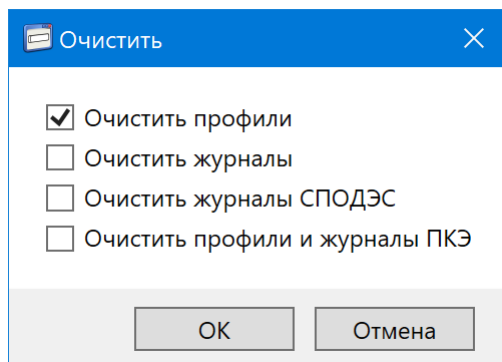 Очистить
Очистить профили
Очистить журналы
Очистить журналы СПОДЭС
Очистить профили и журналы ПКЭ
ОК Отмена